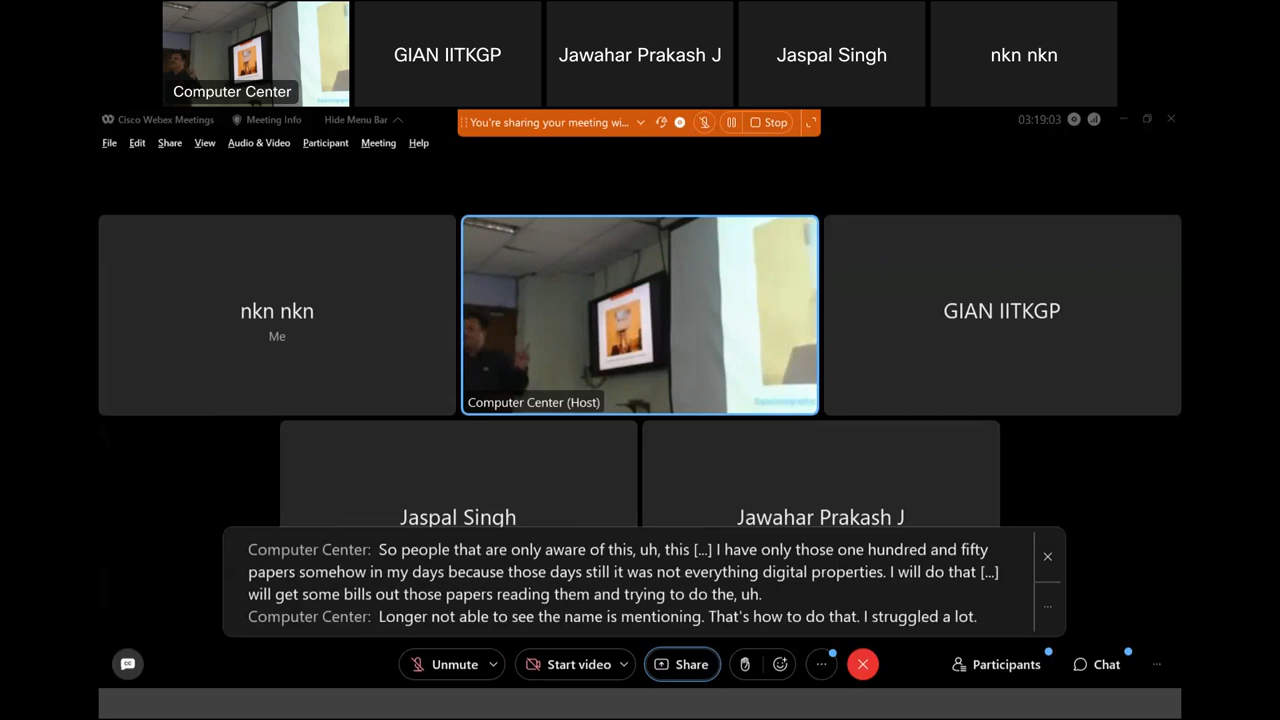 Computer Center
GIAN IITKGP
Jawahar Prakash J
Jaspal Singh
nkn nkn
Cisco Webex Meetings
Meeting Info
Hide Menu Bar
You're sharing your meeting wi...
Stop
03:19:03
File Edit Share View Audio & Video Participant Meeting Help
nkn nkn
Me
Computer Center (Host)
GIAN IITKGP
Jaspal Singh
Jawahar Prakash J
Computer Center: So people that are only aware of this, uh, this [...] I have only those one hundred and fifty
papers somehow in my days because those days still it was not everything digital properties. I will do that [...]
will get some bills out those papers reading them and trying to do the, uh.
Computer Center: Longer not able to see the name is mentioning. That's how to do that. I struggled a lot.
CC
Unmute
Start video
Share
Participants
Chat